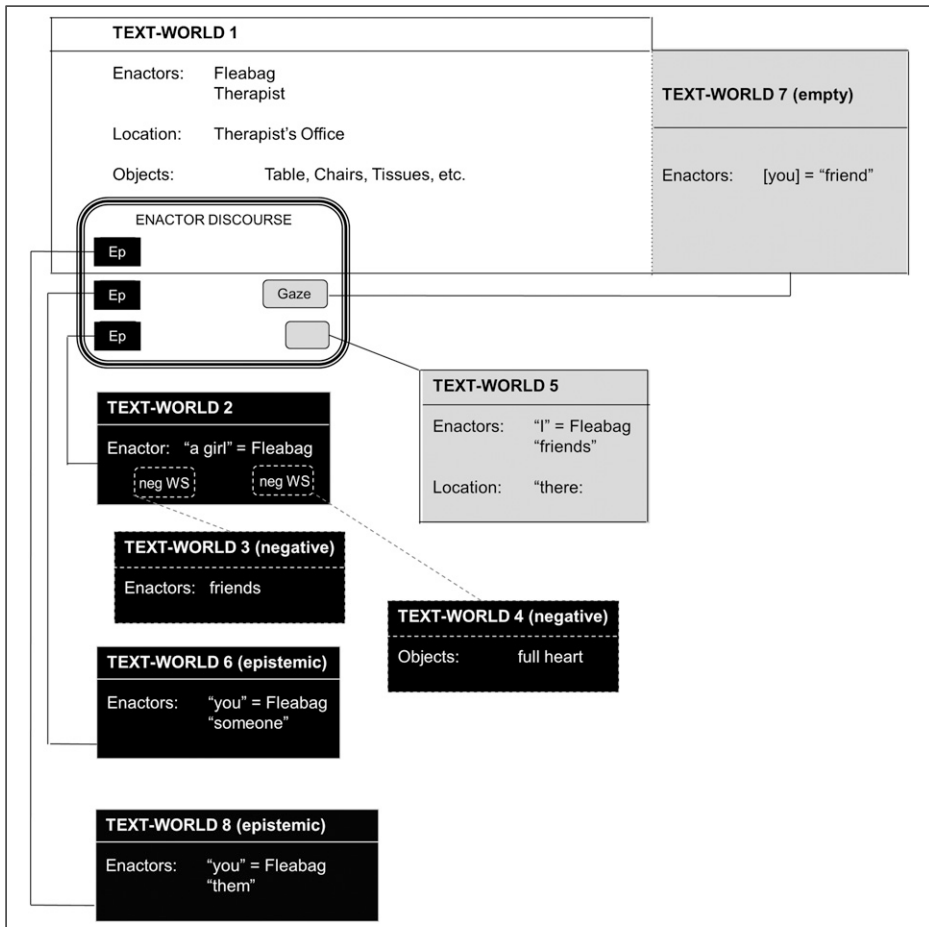 TEXT-WORLD 1
Enactors: Fleabag
Therapist
Location: Therapist's Office
Objects: Table, Chairs, Tissues, etc.
TEXT-WORLD 7 (empty)
Enactors: [you] = “friend”
ENACTOR DISCOURSE
Ep
Ep
Gaze
Ep
TEXT-WORLD 2
Enactor: “a girl” = Fleabag
neg WS
neg WS
TEXT-WORLD 5
Enactors: “I” = Fleabag
“friends”
Location: “there:
TEXT-WORLD 3 (negative)
Enactors: friends
TEXT-WORLD 4 (negative)
Objects: full heart
TEXT-WORLD 6 (epistemic)
Enactors: “you” = Fleabag
“someone”
TEXT-WORLD 8 (epistemic)
Enactors: “you” = Fleabag
“them”